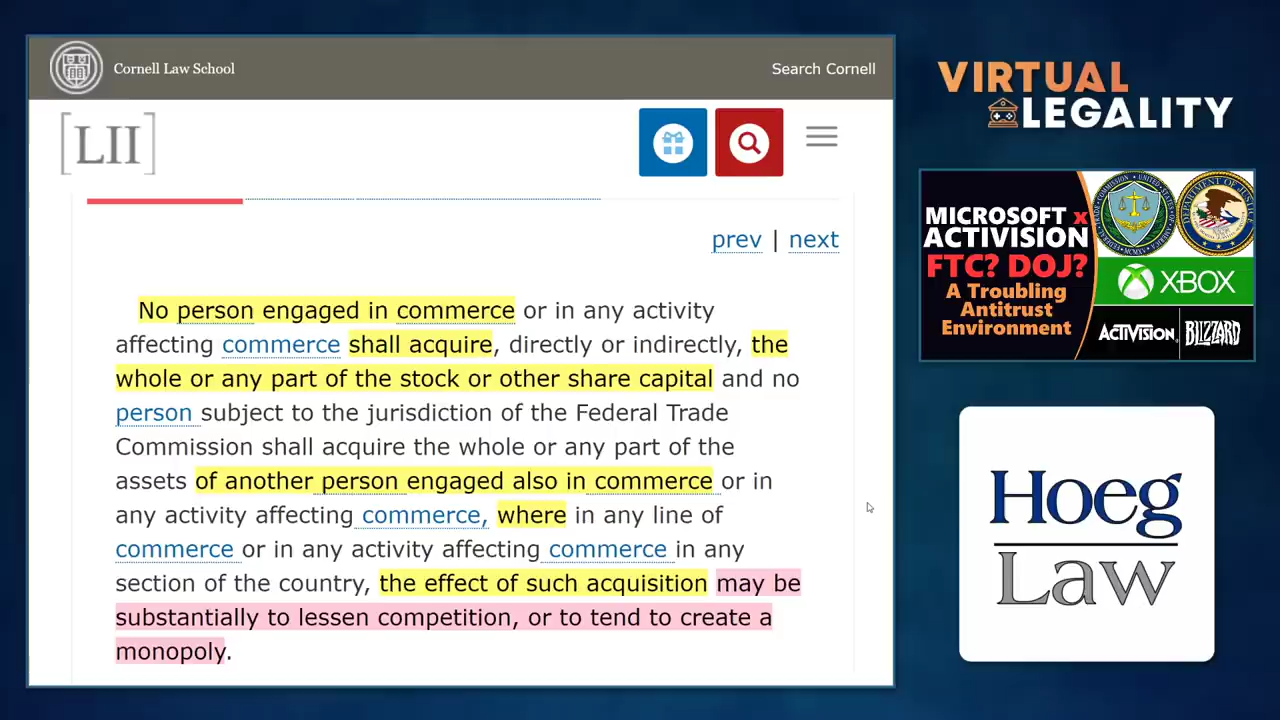 Cornell Law School
Search Cornell
[LII]
prev | next
No person engaged in commerce or in any activity
affecting commerce shall acquire, directly or indirectly, the
whole or any part of the stock or other share capital and no
person subject to the jurisdiction of the Federal Trade
Commission shall acquire the whole or any part of the
assets of another person engaged also in commerce or in
any activity affecting commerce, where in any line of
commerce or in any activity affecting commerce in any
section of the country, the effect of such acquisition may be
substantially to lessen competition, or to tend to create a
monopoly.
VIRTUAL
LEGALITY
MICROSOFT x
ACTIVISION
FTC? DOJ?
A Troubling
Antitrust
Environment
XBOX
ACTIVISION
BLIZZARD
Hoeg
Law